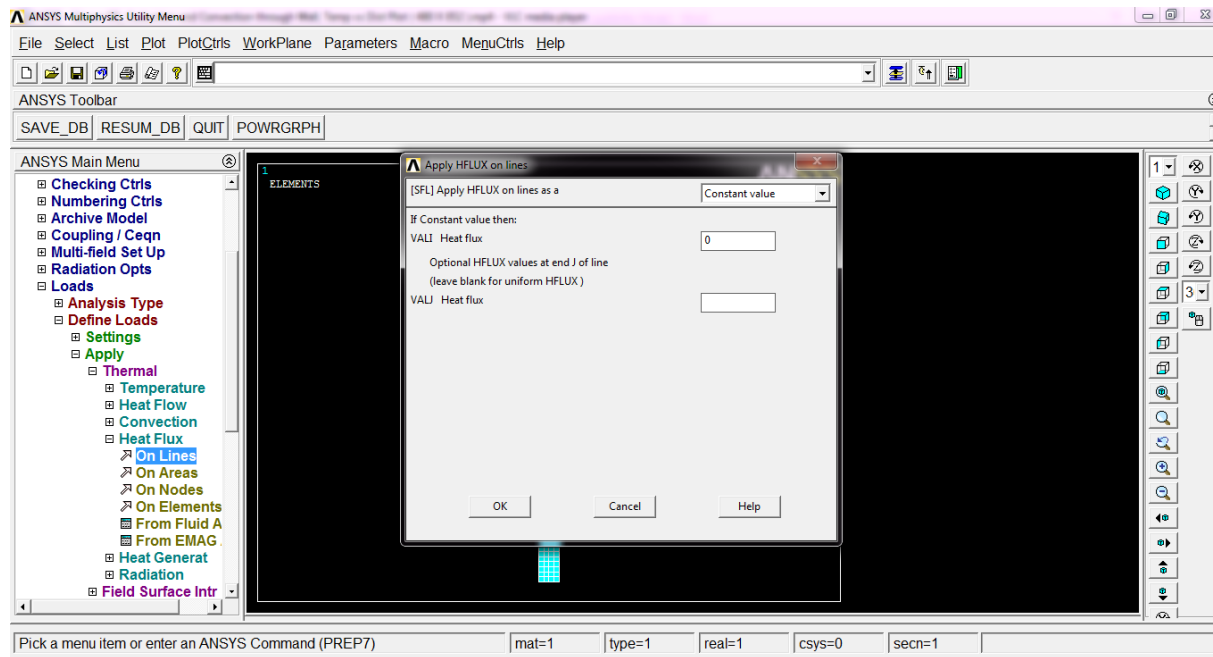 ANSYS Multiphysics Utility Menu
File Select List Plot PlotCtrls WorkPlane Parameters Macro MenuCtrls Help
ANSYS Toolbar
SAVE_DB RESUM_DB QUIT POWRGRPH
ANSYS Main Menu
Checking Ctrls
Numbering Ctrls
Archive Model
Coupling / Ceqn
Multi-field Set Up
Radiation Opts
Loads
Analysis Type
Define Loads
Settings
Apply
Thermal
Temperature
Heat Flow
Convection
Heat Flux
On Lines
On Areas
On Nodes
On Elements
From Fluid A
From EMAG
Heat Generat
Radiation
Field Surface Intr
1
ELEMENTS
Apply HFLUX on lines
[SFL] Apply HFLUX on lines as a Constant value
If Constant value then:
VALI Heat flux 0
Optional HFLUX values at end J of line
(leave blank for uniform HFLUX )
VALJ Heat flux
OK Cancel Help
1
3
Pick a menu item or enter an ANSYS Command (PREP7) mat=1 type=1 real=1 csys=0 secn=1